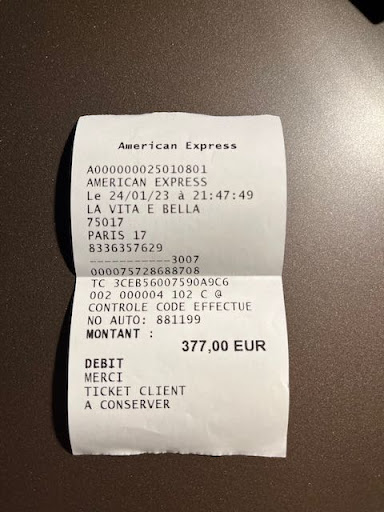 American Express
A000000025010801
AMERICAN EXPRESS
Le 24/01/23 à 21:47:49
LA VITA E BELLA
75017
PARIS 17
8336357629
-----------3007
000075728688708
TC 3CEB56007590A9C6
002 000004 102 C @
CONTROLE CODE EFFECTUE
NO AUTO: 881199
MONTANT :
377,00 EUR
DEBIT
MERCI
TICKET CLIENT
A CONSERVER